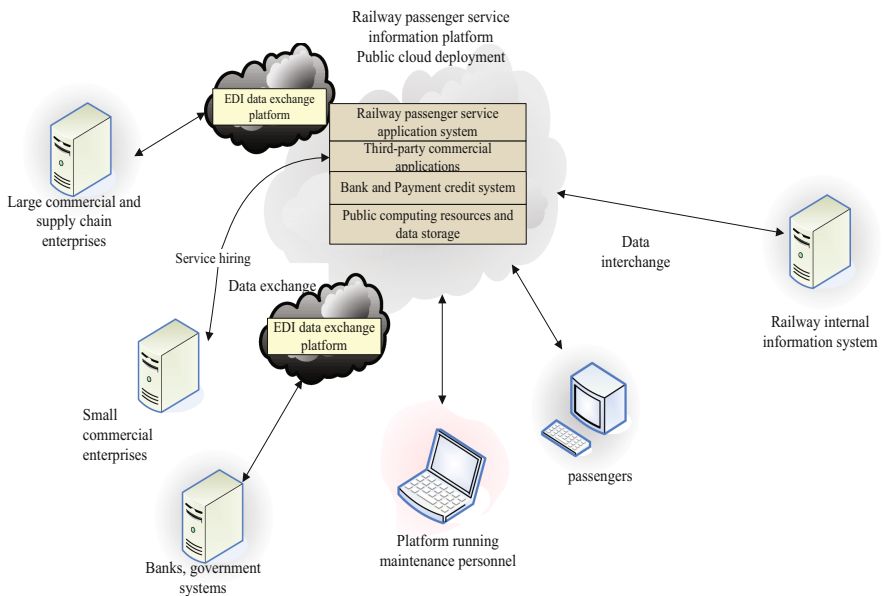 Railway passenger service
information platform
Public cloud deployment
EDI data exchange
platform
Railway passenger service
application system
Third-party commercial
applications
Bank and Payment credit system
Public computing resources and
data storage
Large commercial and
supply chain
enterprises
Service hiring
Data exchange
EDI data exchange
platform
Data
interchange
Railway internal
information system
Small
commercial
enterprises
passengers
Platform running
maintenance personnel
Banks, government
systems